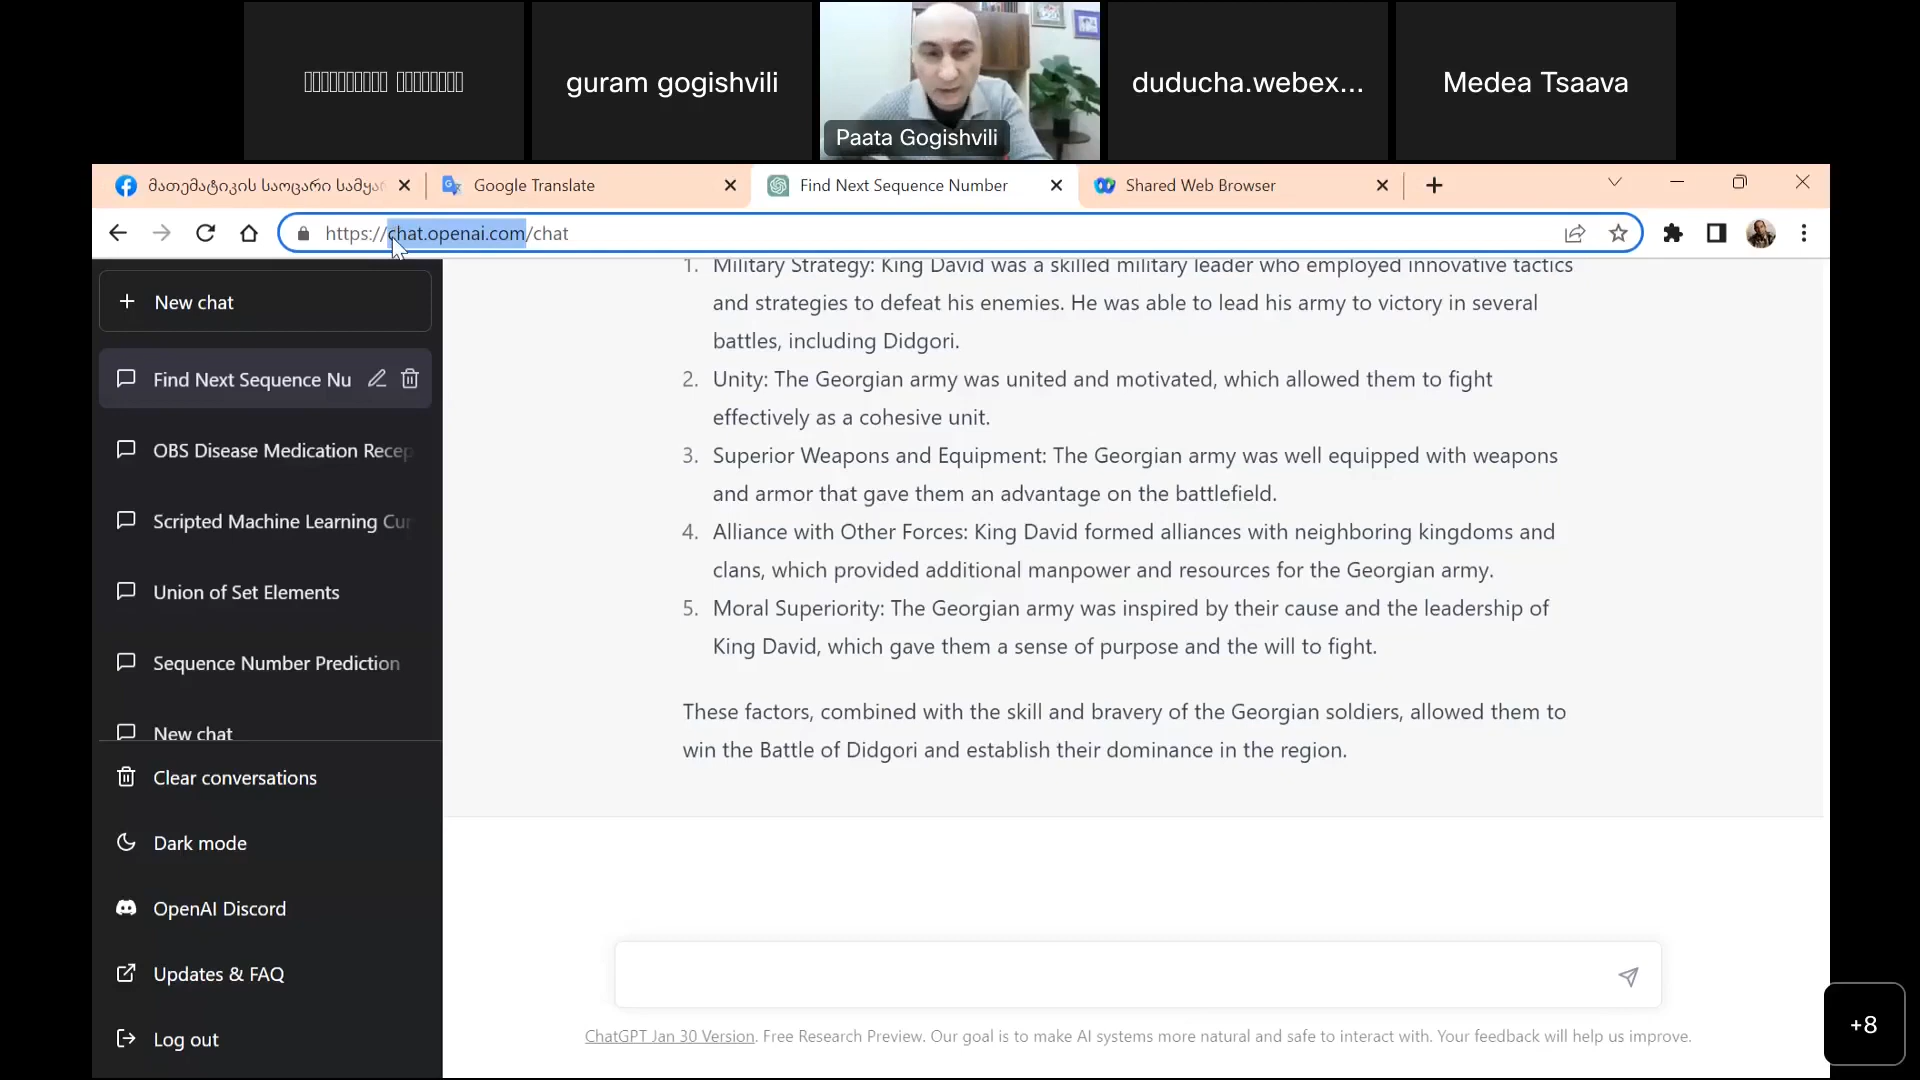 guram gogishvili
Paata Gogishvili
duducha.webex...
Medea Tsaava
მათემატიკის საოცარი სამყა
Google Translate
Find Next Sequence Number
Shared Web Browser
https://chat.openai.com/chat
New chat
Find Next Sequence Nu
OBS Disease Medication Recep
Scripted Machine Learning Cur
Union of Set Elements
Sequence Number Prediction
New chat
Clear conversations
Dark mode
OpenAI Discord
Updates & FAQ
Log out
1. Military Strategy: King David was a skilled military leader who employed innovative tactics
and strategies to defeat his enemies. He was able to lead his army to victory in several
battles, including Didgori.
2. Unity: The Georgian army was united and motivated, which allowed them to fight
effectively as a cohesive unit.
3. Superior Weapons and Equipment: The Georgian army was well equipped with weapons
and armor that gave them an advantage on the battlefield.
4. Alliance with Other Forces: King David formed alliances with neighboring kingdoms and
clans, which provided additional manpower and resources for the Georgian army.
5. Moral Superiority: The Georgian army was inspired by their cause and the leadership of
King David, which gave them a sense of purpose and the will to fight.
These factors, combined with the skill and bravery of the Georgian soldiers, allowed them to
win the Battle of Didgori and establish their dominance in the region.
ChatGPT Jan 30 Version. Free Research Preview. Our goal is to make AI systems more natural and safe to interact with. Your feedback will help us improve.
+8